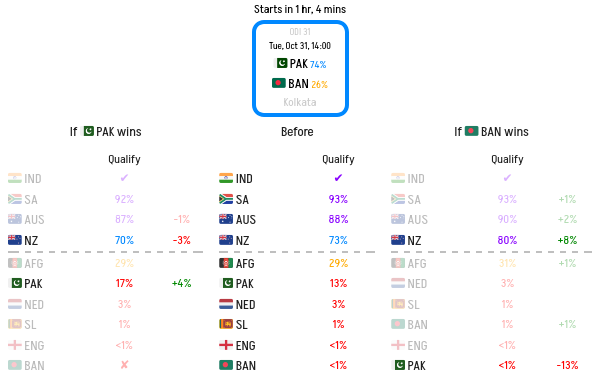 Starts in 1 hr, 4 mins
ODI 31
Tue, Oct 31, 14:00
PAK 74%
BAN 26%
Kolkata
If PAK wins Before If BAN wins
Qualify Qualify Qualify
IND ✔ IND ✔ IND ✔
SA 92% SA 93% SA 93% +1%
AUS 87% -1% AUS 88% AUS 90% +2%
NZ 70% -3% NZ 73% NZ 80% +8%
AFG 29% AFG 29% AFG 31% +1%
PAK 17% +4% PAK 13% NED 3%
NED 3% NED 3% SL 1%
SL 1% SL 1% BAN 1% +1%
ENG <1% ENG <1% ENG <1%
BAN ✘ BAN <1% PAK <1% -13%